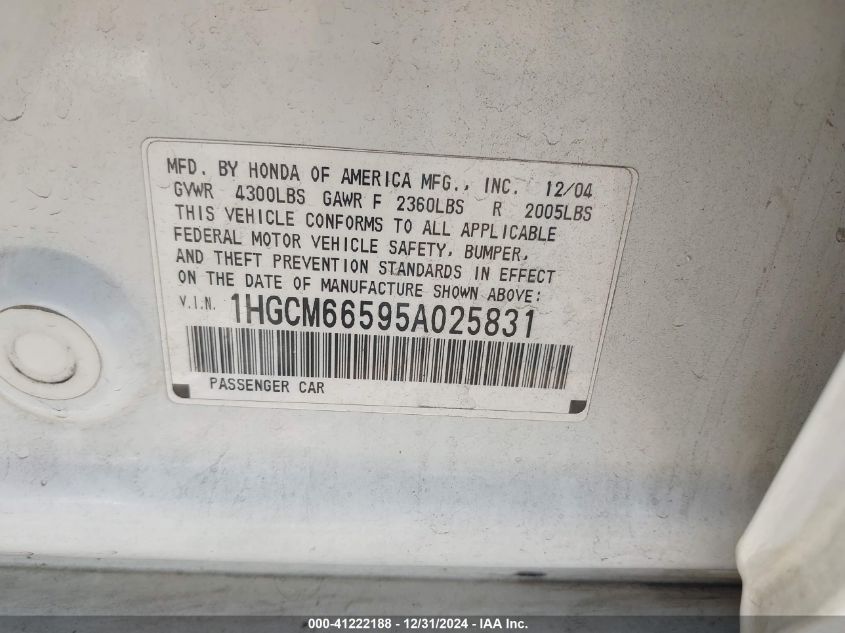 MFD. BY HONDA OF AMERICA MFG., INC. 12/04
GVWR 4300LBS GAWR F 2360LBS R 2005LBS
THIS VEHICLE CONFORMS TO ALL APPLICABLE
FEDERAL MOTOR VEHICLE SAFETY, BUMPER,
AND THEFT PREVENTION STANDARDS IN EFFECT
ON THE DATE OF MANUFACTURE SHOWN ABOVE:
V.I.N. 1HGCM66595A025831
PASSENGER CAR
000-41222188 - 12/31/2024 - IAA Inc.